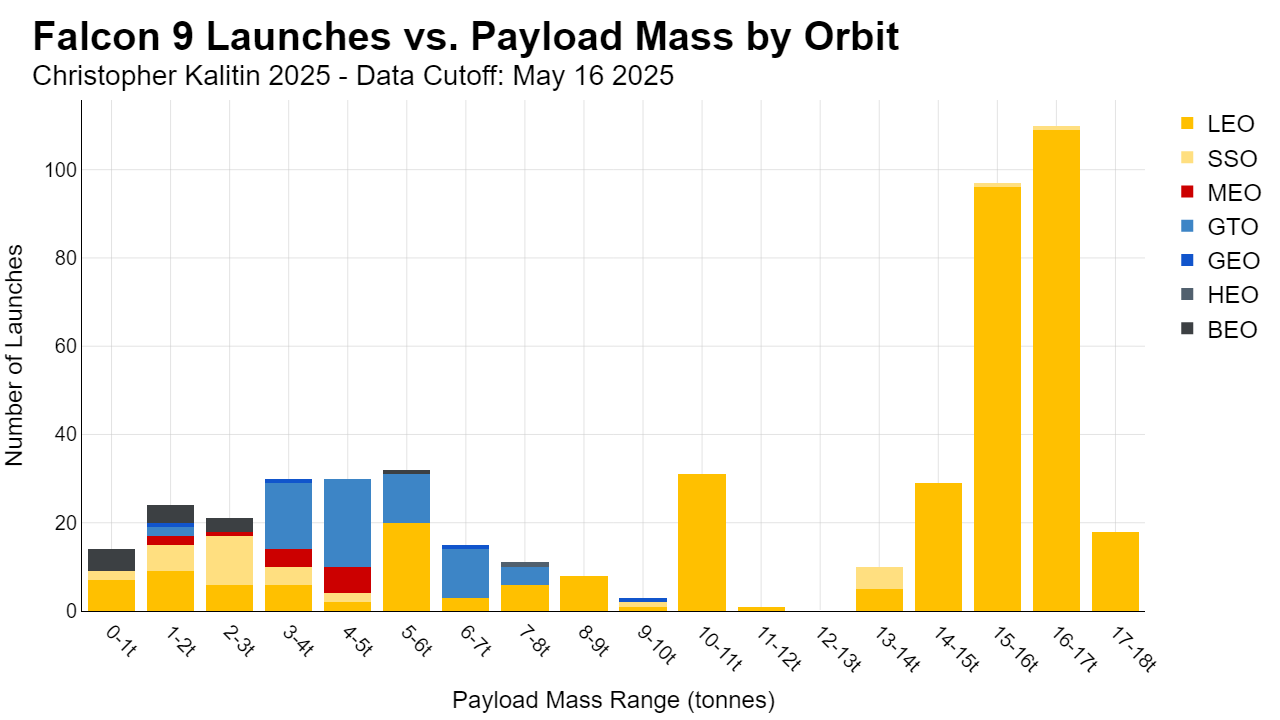 Falcon 9 Launches vs. Payload Mass by Orbit
Christopher Kalitin 2025 - Data Cutoff: May 16 2025
Number of Launches
100
80
60
40
20
0
0-1t
1-2t
2-3t
3-4t
4-5t
5-6t
6-7t
7-8t
8-9t
9-10t
10-11t
11-12t
12-13t
13-14t
14-15t
15-16t
16-17t
17-18t
Payload Mass Range (tonnes)
LEO
SSO
MEO
GTO
GEO
HEO
BEO